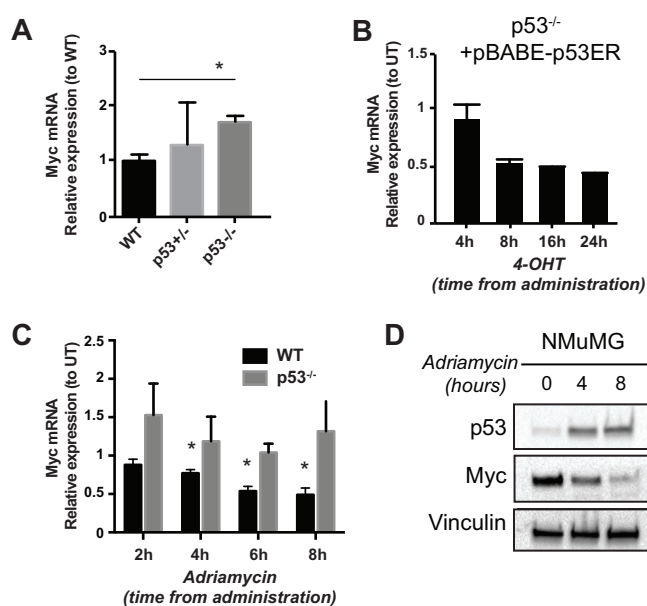 A
Myc mRNA
Relative expression (to WT)
3
2
1
0
*
WT
p53+/-
p53-/-
B
p53-/-
+pBABE-p53ER
Myc mRNA
Relative expression (to UT)
1.5
1
0.5
0
4h 8h 16h 24h
4-OHT
(time from administration)
C
Myc mRNA
Relative expression (to UT)
2.5
2
1.5
1
0.5
0
WT
p53-/-
* * *
2h 4h 6h 8h
Adriamycin
(time from administration)
D
NMuMG
Adriamycin
(hours) 0 4 8
p53
Myc
Vinculin